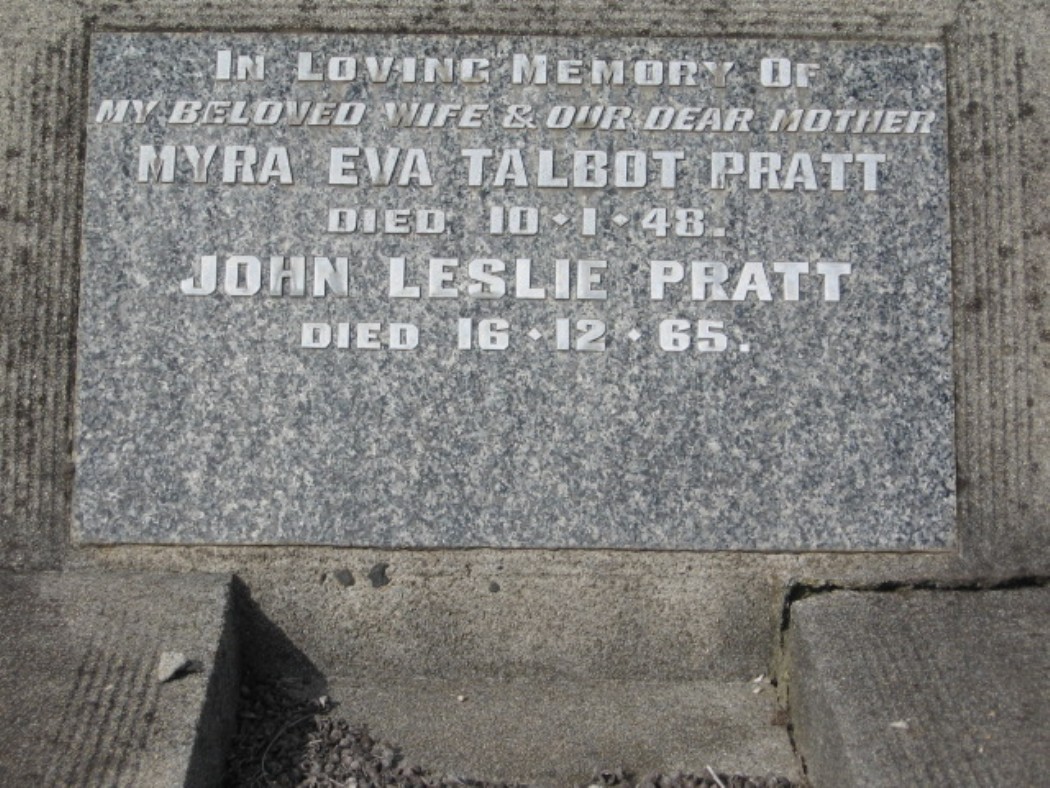 IN LOVING MEMORY OF
MY BELOVED WIFE & OUR DEAR MOTHER
MYRA EVA TALBOT PRATT
DIED 10·1·48.
JOHN LESLIE PRATT
DIED 16·12·65.